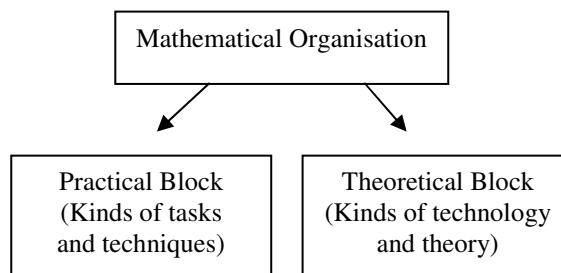 Mathematical Organisation
Practical Block
(Kinds of tasks
and techniques)
Theoretical Block
(Kinds of technology
and theory)